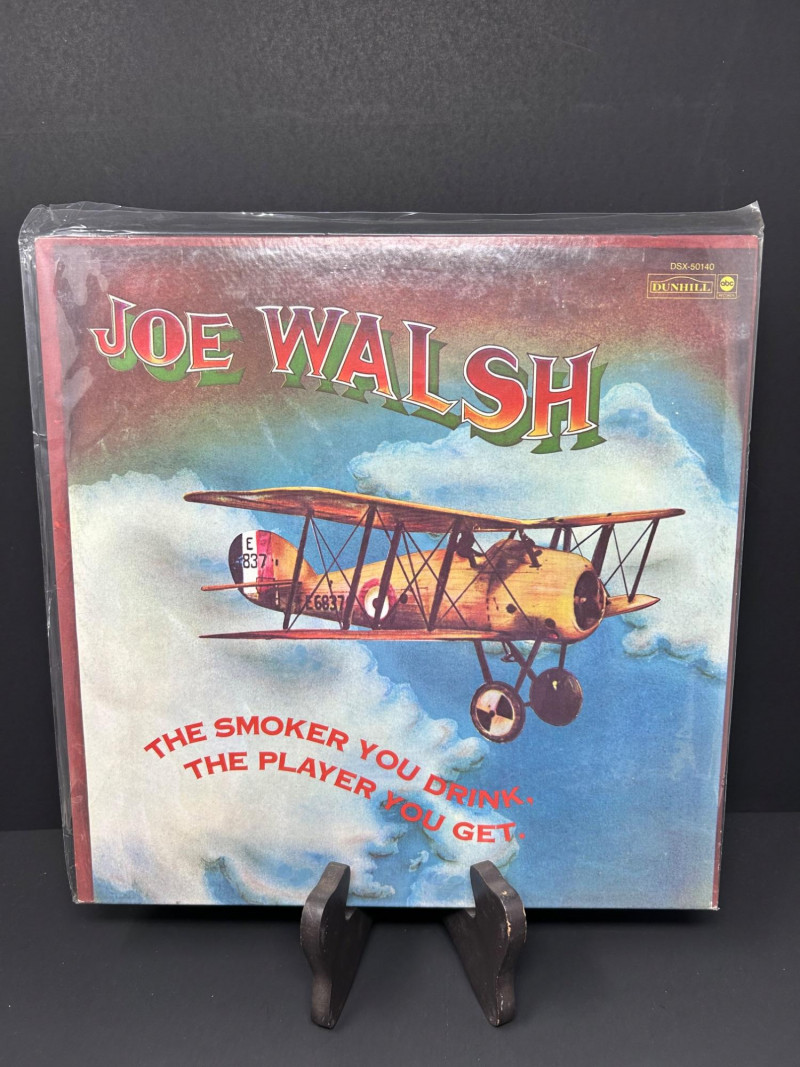 DSX-50140
DUNHILL
abc
JOE WALSH
E
837
E6837
THE SMOKER YOU DRINK,
THE PLAYER YOU GET.